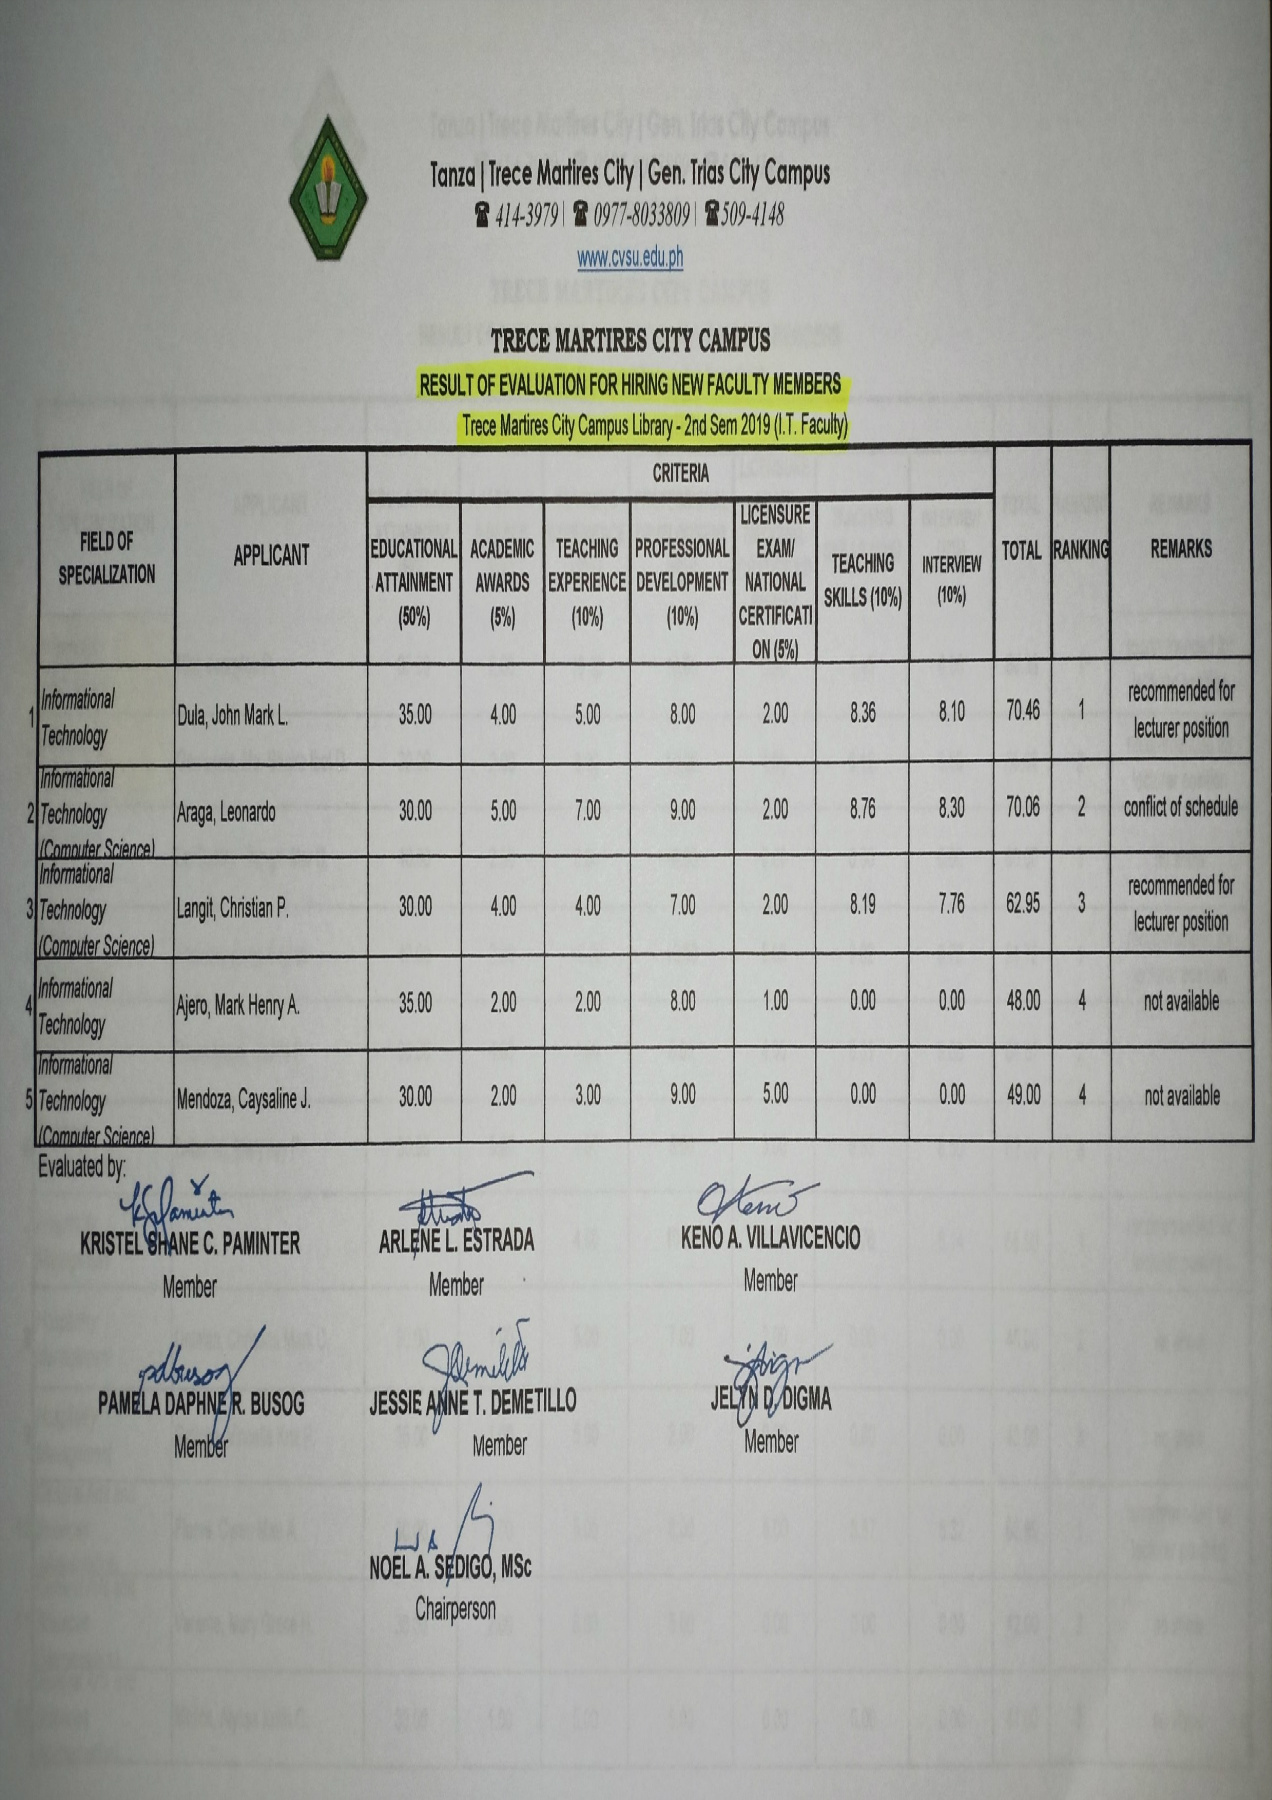 Tanza | Trece Martires City | Gen. Trias City Campus
☎ 414-3979 | ☎ 0977-8033809 | ☎509-4148
www.cvsu.edu.ph
TRECE MARTIRES CITY CAMPUS
RESULT OF EVALUATION FOR HIRING NEW FACULTY MEMBERS
Trece Martires City Campus Library - 2nd Sem 2019 (I.T. Faculty)
FIELD OF SPECIALIZATION | APPLICANT | CRITERIA | TOTAL | RANKING | REMARKS
EDUCATIONAL ATTAINMENT (50%) | ACADEMIC AWARDS (5%) | TEACHING EXPERIENCE (10%) | PROFESSIONAL DEVELOPMENT (10%) | LICENSURE EXAM/ NATIONAL CERTIFICATION (5%) | TEACHING SKILLS (10%) | INTERVIEW (10%)
1 Informational Technology | Dula, John Mark L. | 35.00 | 4.00 | 5.00 | 8.00 | 2.00 | 8.36 | 8.10 | 70.46 | 1 | recommended for lecturer position
2 Informational Technology (Computer Science) | Araga, Leonardo | 30.00 | 5.00 | 7.00 | 9.00 | 2.00 | 8.76 | 8.30 | 70.06 | 2 | conflict of schedule
3 Informational Technology (Computer Science) | Langit, Christian P. | 30.00 | 4.00 | 4.00 | 7.00 | 2.00 | 8.19 | 7.76 | 62.95 | 3 | recommended for lecturer position
4 Informational Technology | Ajero, Mark Henry A. | 35.00 | 2.00 | 2.00 | 8.00 | 1.00 | 0.00 | 0.00 | 48.00 | 4 | not available
5 Informational Technology (Computer Science) | Mendoza, Caysaline J. | 30.00 | 2.00 | 3.00 | 9.00 | 5.00 | 0.00 | 0.00 | 49.00 | 4 | not available
Evaluated by:
KRISTEL SHANE C. PAMINTER
Member
ARLENE L. ESTRADA
Member
KENO A. VILLAVICENCIO
Member
PAMELA DAPHNE R. BUSOG
Member
JESSIE ANNE T. DEMETILLO
Member
JELYN D. DIGMA
Member
NOEL A. SEDIGO, MSc
Chairperson